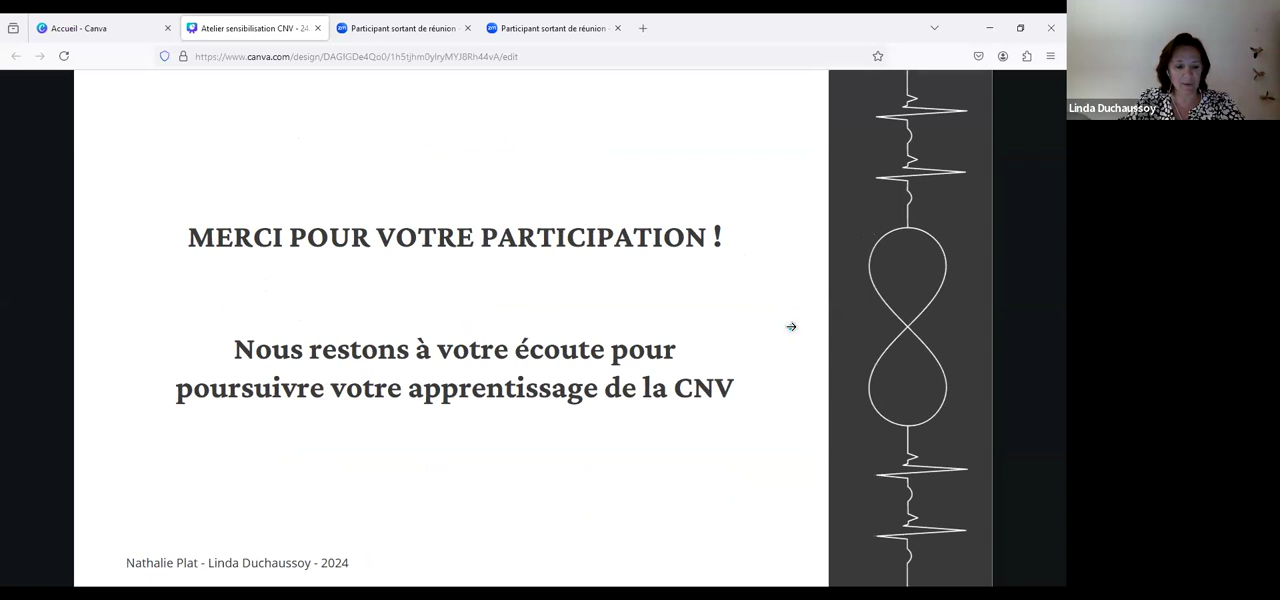 Accueil - Canva
Atelier sensibilisation CNV - 24
Participant sortant de réunion -
Participant sortant de réunion -
https://www.canva.com/design/DAGIGDe4Qo0/1h5tjhm0ylryMYJ8Rh44vA/edit
Linda Duchaussoy
MERCI POUR VOTRE PARTICIPATION !
Nous restons à votre écoute pour
poursuivre votre apprentissage de la CNV
Nathalie Plat - Linda Duchaussoy - 2024